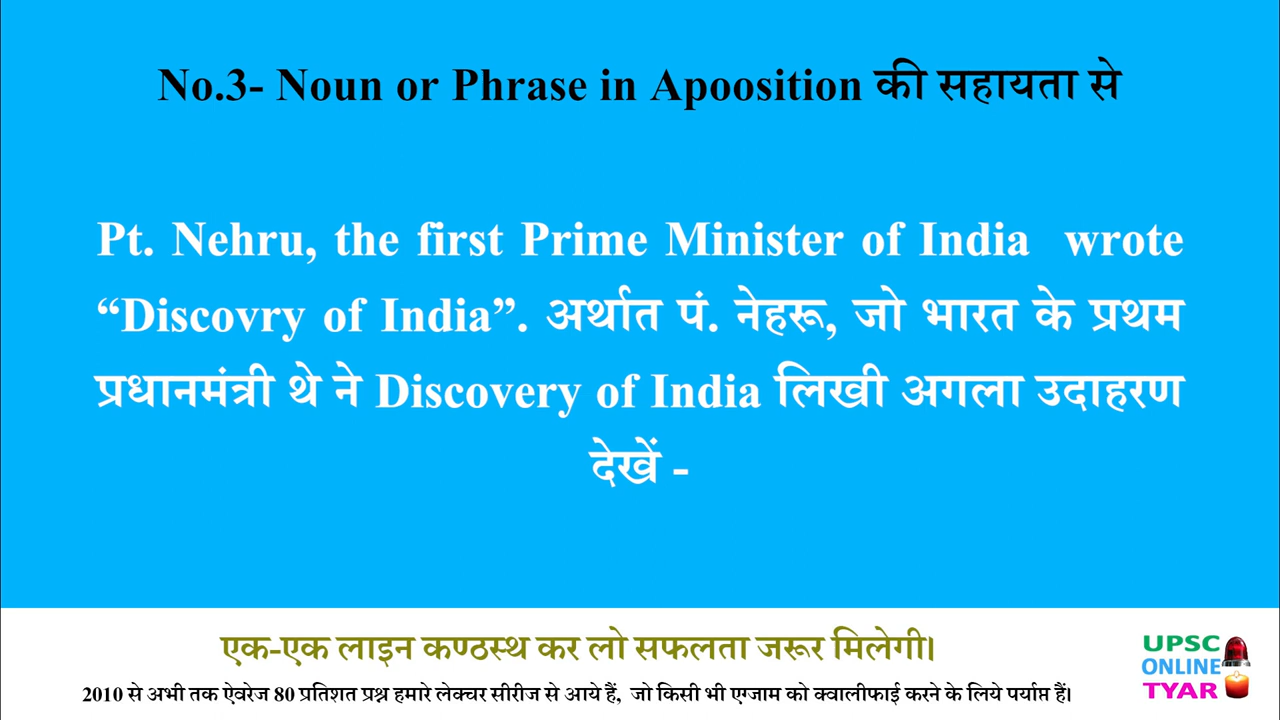 No.3- Noun or Phrase in Apoosition की सहायता से
Pt. Nehru, the first Prime Minister of India wrote
“Discovry of India”. अर्थात पं. नेहरू, जो भारत के प्रथम
प्रधानमंत्री थे ने Discovery of India लिखी अगला उदाहरण
देखें -
एक-एक लाइन कण्ठस्थ कर लो सफलता जरूर मिलेगी।
2010 से अभी तक ऐवरेज 80 प्रतिशत प्रश्न हमारे लेक्चर सीरीज से आये हैं, जो किसी भी एग्जाम को क्वालीफाई करने के लिये पर्याप्त हैं।
UPSC
ONLINE
TYAR